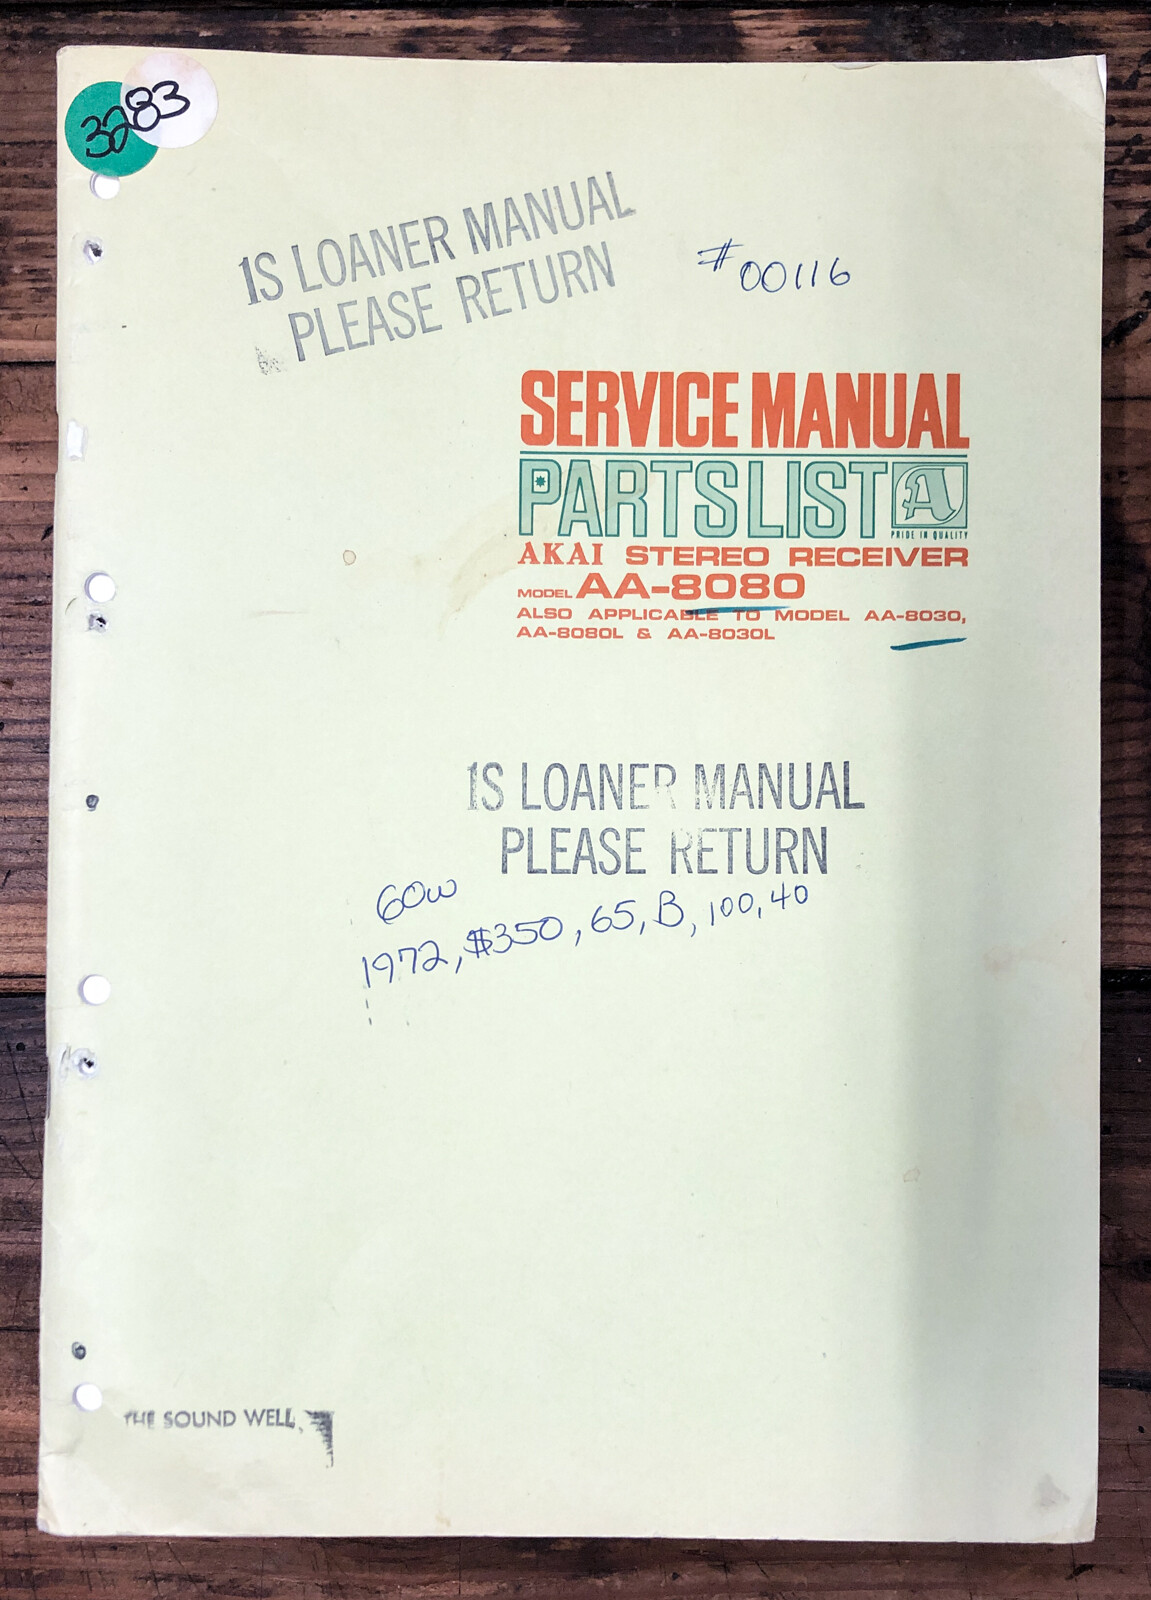 3283
1S LOANER MANUAL
PLEASE RETURN
#00116
SERVICE MANUAL
PARTS LIST A
PRIDE IN QUALITY
AKAI STEREO RECEIVER
MODEL AA-8080
ALSO APPLICABLE TO MODEL AA-8030,
AA-8080L & AA-8030L
1S LOANER MANUAL
PLEASE RETURN
60w
1972, $350, 65, B, 100, 40
THE SOUND WELL,